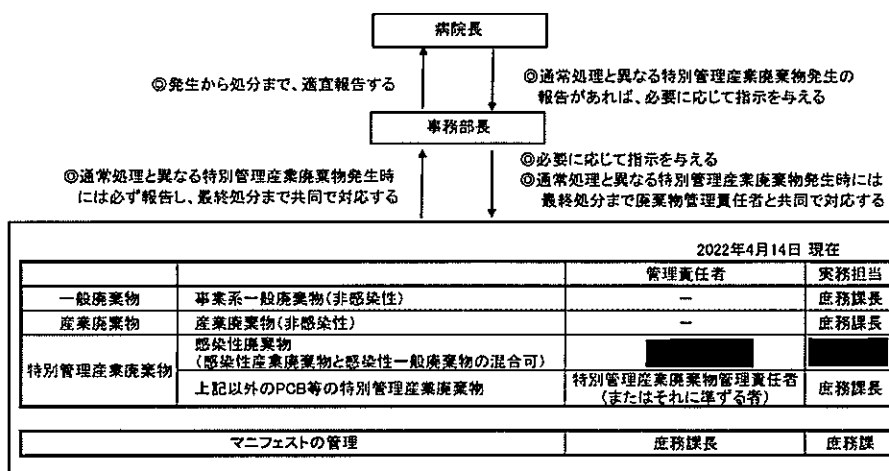 病院長
◎発生から処分まで、適宜報告する
◎通常処理と異なる特別管理産業廃棄物発生の
報告があれば、必要に応じて指示を与える
事務部長
◎通常処理と異なる特別管理産業廃棄物発生時
には必ず報告し、最終処分まで共同で対応する
◎必要に応じて指示を与える
◎通常処理と異なる特別管理産業廃棄物発生時には
最終処分まで廃棄物管理責任者と共同で対応する
2022年4月14日 現在
管理責任者 実務担当
一般廃棄物 事業系一般廃棄物(非感染性) － 庶務課長
産業廃棄物 産業廃棄物(非感染性) － 庶務課長
特別管理産業廃棄物
感染性廃棄物
(感染性産業廃棄物と感染性一般廃棄物の混合可)
上記以外のPCB等の特別管理産業廃棄物
特別管理産業廃棄物管理責任者
(またはそれに準ずる者)
庶務課長
マニフェストの管理 庶務課長 庶務課